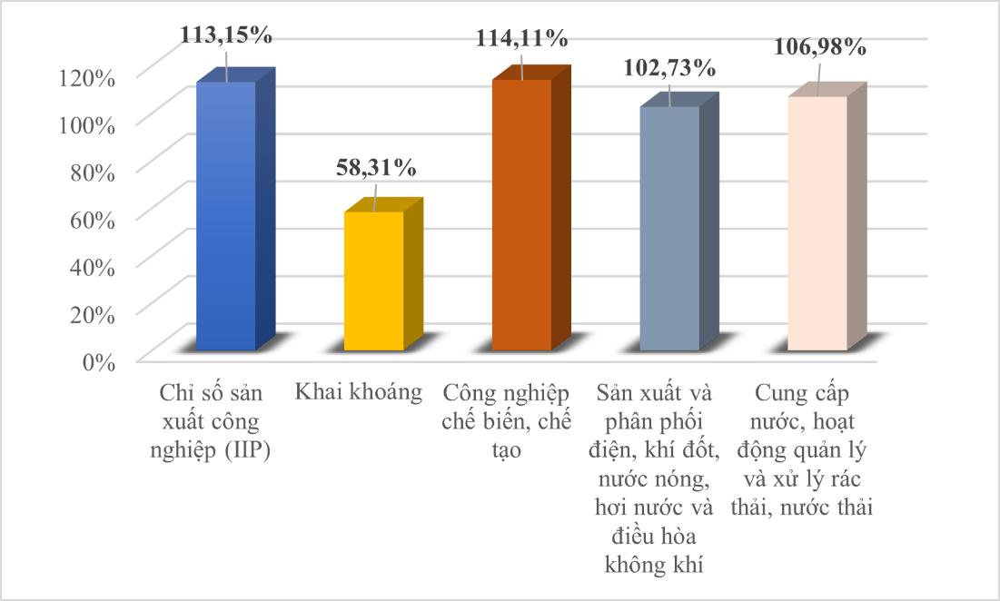 113,15%
58,31%
114,11%
102,73%
106,98%
120%
100%
80%
60%
40%
20%
0%
Chỉ số sản
xuất công
nghiệp (IIP)
Khai khoáng
Công nghiệp
chế biến, chế
tạo
Sản xuất và
phân phối
điện, khí đốt,
nước nóng,
hơi nước và
điều hòa
không khí
Cung cấp
nước, hoạt
động quản lý
và xử lý rác
thải, nước thải